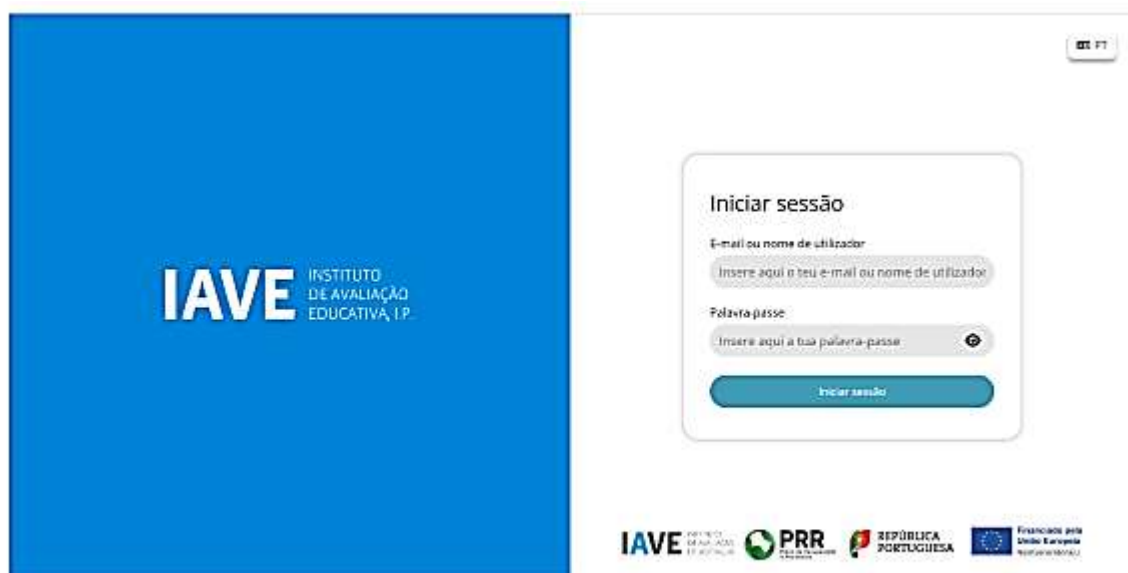 PT
IAVE
INSTITUTO
DE AVALIAÇÃO
EDUCATIVA, I.P.
Iniciar sessão
E-mail ou nome de utilizador
Insere aqui o teu e-mail ou nome de utilizador
Palavra-passe
Insere aqui a tua palavra-passe
Iniciar sessão
IAVE
PRR
REPÚBLICA
PORTUGUESA
Financiado pela
União Europeia